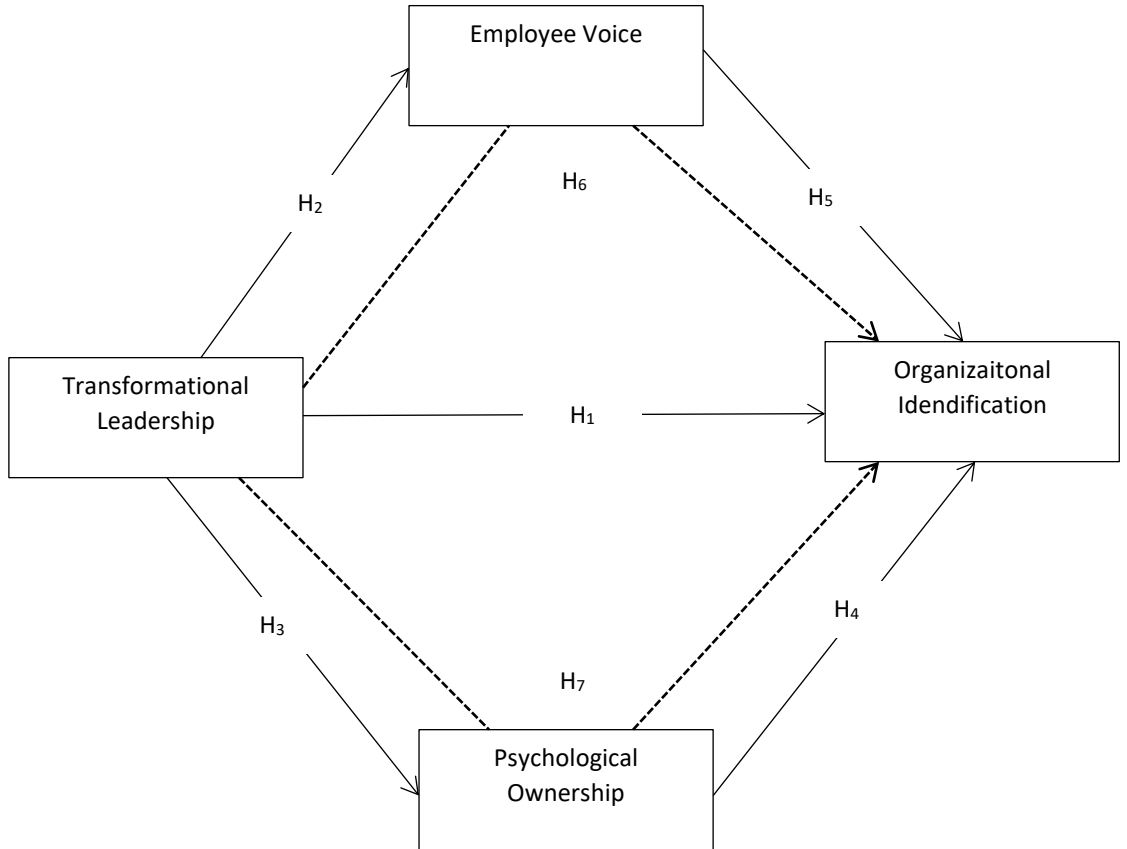 Employee Voice
H₆
H₂
H₅
Transformational
Leadership
Organizaitonal
Idendification
H₁
H₃
H₄
H₇
Psychological
Ownership